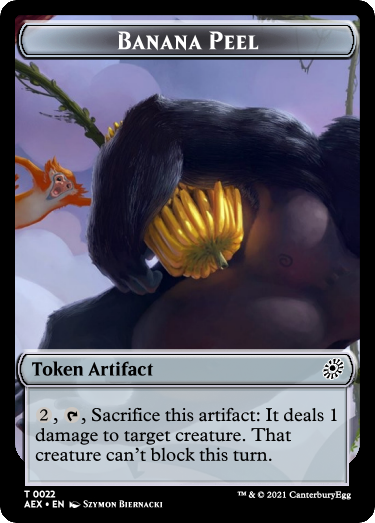 BANANA PEEL
Token Artifact
2, T, Sacrifice this artifact: It deals 1
damage to target creature. That
creature can't block this turn.
T 0022
AEX • EN SZYMON BIERNACKI
™ & © 2021 CanterburyEgg